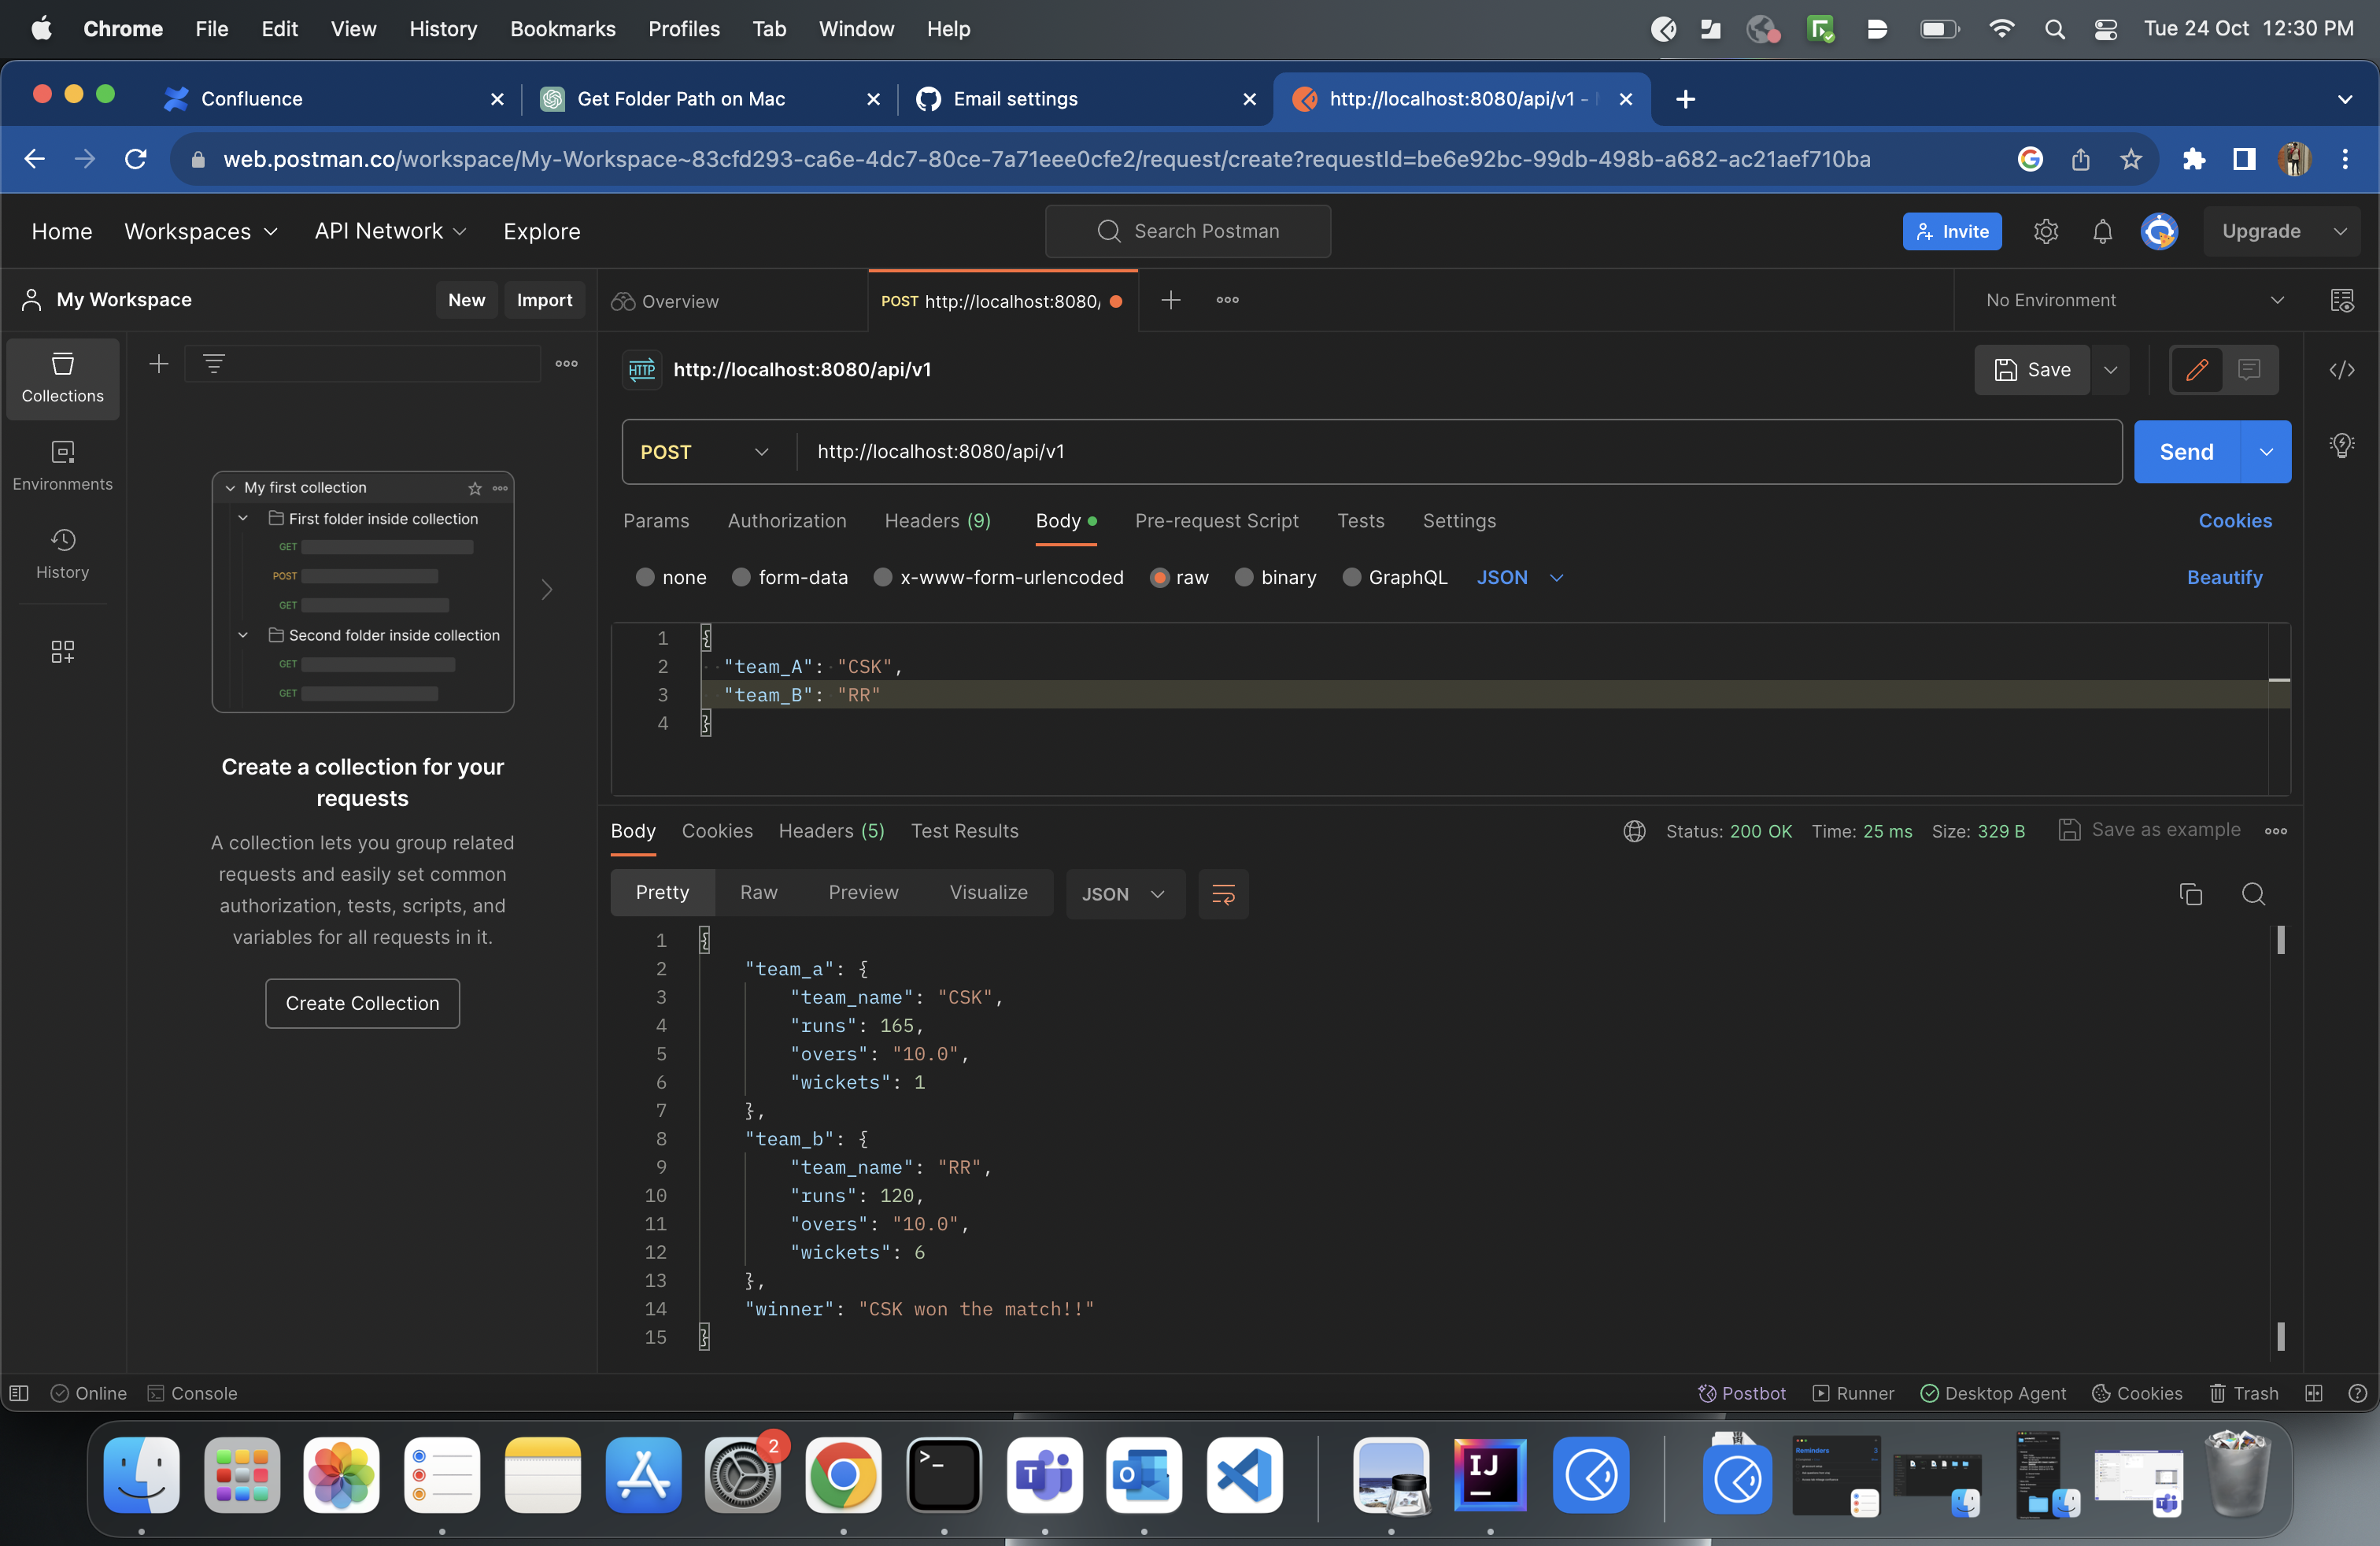 Chrome File Edit View History Bookmarks Profiles Tab Window Help Tue 24 Oct 12:30 PM
Confluence Get Folder Path on Mac Email settings http://localhost:8080/api/v1 -
web.postman.co/workspace/My-Workspace~83cfd293-ca6e-4dc7-80ce-7a71eee0cfe2/request/create?requestId=be6e92bc-99db-498b-a682-ac21aef710ba
Home Workspaces API Network Explore Search Postman Invite Upgrade
My Workspace New Import Overview POST http://localhost:8080/ No Environment
Collections
Environments
History
My first collection
First folder inside collection
GET
POST
GET
Second folder inside collection
GET
GET
Create a collection for your
requests
A collection lets you group related
requests and easily set common
authorization, tests, scripts, and
variables for all requests in it.
Create Collection
HTTP http://localhost:8080/api/v1 Save
POST http://localhost:8080/api/v1 Send
Params Authorization Headers (9) Body Pre-request Script Tests Settings Cookies
none form-data x-www-form-urlencoded raw binary GraphQL JSON Beautify
1 {
2 "team_A": "CSK",
3 "team_B": "RR"
4 }
Body Cookies Headers (5) Test Results Status: 200 OK Time: 25 ms Size: 329 B Save as example
Pretty Raw Preview Visualize JSON
1 {
2 "team_a": {
3 "team_name": "CSK",
4 "runs": 165,
5 "overs": "10.0",
6 "wickets": 1
7 },
8 "team_b": {
9 "team_name": "RR",
10 "runs": 120,
11 "overs": "10.0",
12 "wickets": 6
13 },
14 "winner": "CSK won the match!!"
15 }
Online Console Postbot Runner Desktop Agent Cookies Trash
2
>_
T
O
IJ
Reminders